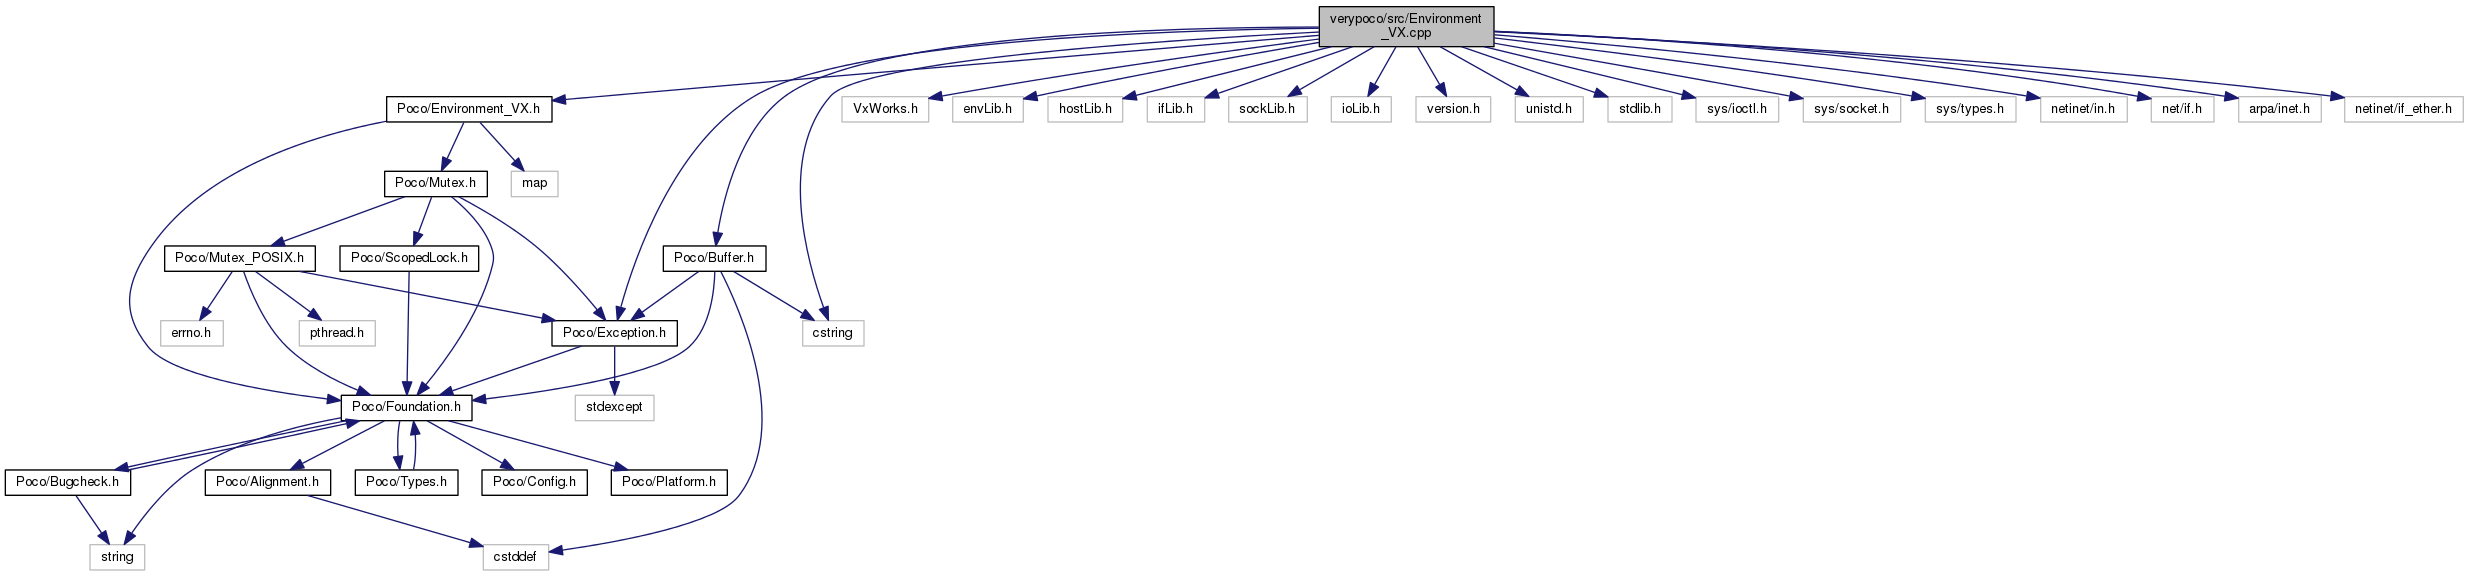 verypoco/src/Environment
_VX.cpp
Poco/Environment_VX.h
VxWorks.h
envLib.h
hostLib.h
ifLib.h
sockLib.h
ioLib.h
version.h
unistd.h
stdlib.h
sys/ioctl.h
sys/socket.h
sys/types.h
netinet/in.h
net/if.h
arpa/inet.h
netinet/if_ether.h
Poco/Mutex.h
map
Poco/Mutex_POSIX.h
Poco/ScopedLock.h
Poco/Buffer.h
errno.h
pthread.h
Poco/Exception.h
cstring
Poco/Foundation.h
stdexcept
Poco/Bugcheck.h
Poco/Alignment.h
Poco/Types.h
Poco/Config.h
Poco/Platform.h
string
cstddef